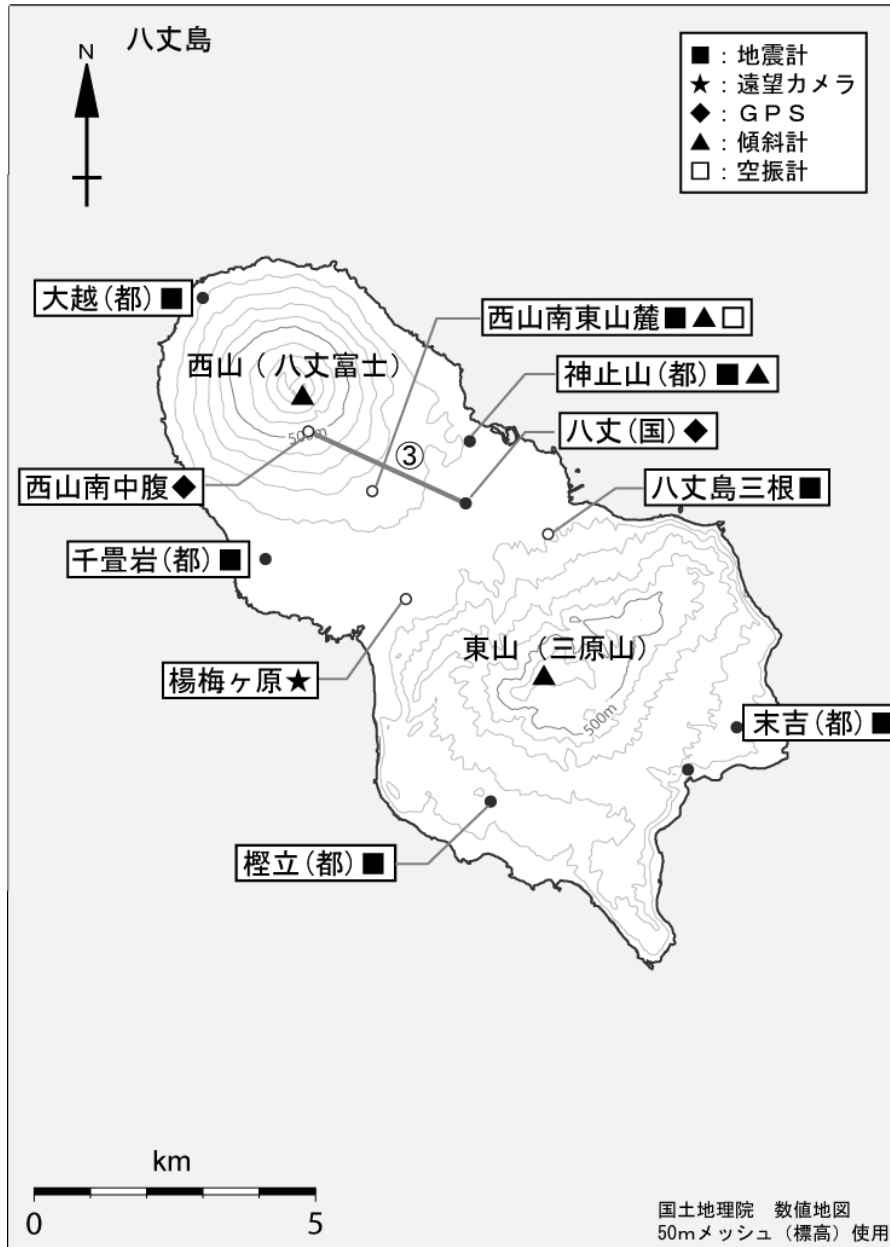 八丈島
N
■：地震計
★：遠望カメラ
◆：ＧＰＳ
▲：傾斜計
□：空振計
大越(都)■
西山南東山麓■▲□
西山（八丈富士）
神止山(都)■▲
500m
③
八丈(国)◆
西山南中腹◆
八丈島三根■
千畳岩(都)■
東山（三原山）
楊梅ヶ原★
500m
末吉(都)■
樫立(都)■
km
0 5
国土地理院　数値地図
50mメッシュ（標高）使用